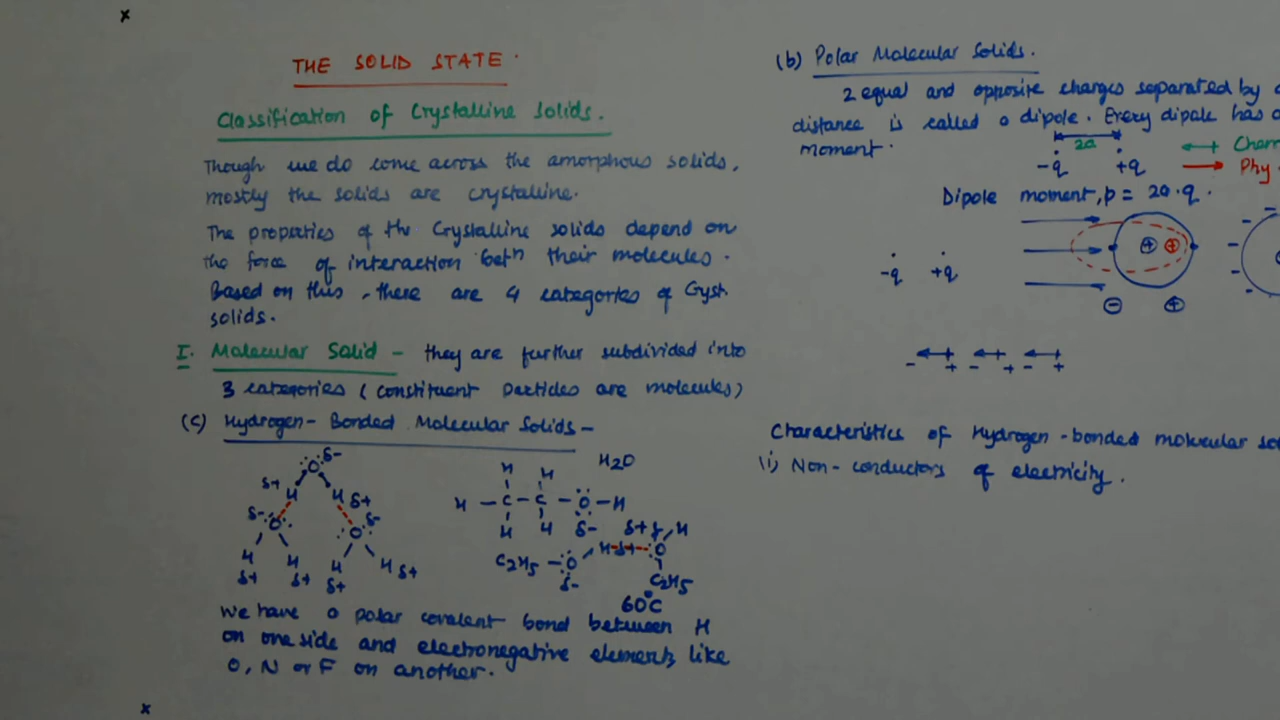 THE SOLID STATE.
Classification of Crystalline Solids.
Though we do come across the amorphous solids,
mostly the solids are crystalline.
The properties of the Crystalline solids depend on
the force of interaction betn their molecules.
Based on this, there are 4 categories of Cryst.
solids.
I. Molecular Solid - they are further subdivided into
3 categories (constituent particles are molecules)
(c) Hydrogen-Bonded Molecular Solids-
δ-
O
δ+ H H δ+
δ- O O δ-
H H H H δ+
δ+ δ+ δ+
H H H2O
H - C - C - O - H
H H δ- δ+ H
C2H5 - O H δ+ O
δ- C2H5
60°C
We have a polar covalent bond between H
on one side and electronegative elements like
O, N or F on another.
(b) Polar Molecular Solids.
2 equal and opposite charges separated by
distance is called a dipole. Every dipole has
moment.
2a
-q +q
Chem
Phy
Dipole moment, p = 2a·q.
-q +q
+ +
- +
- + - + - +
Characteristics of Hydrogen-bonded molecular
(i) Non-conductors of electricity.